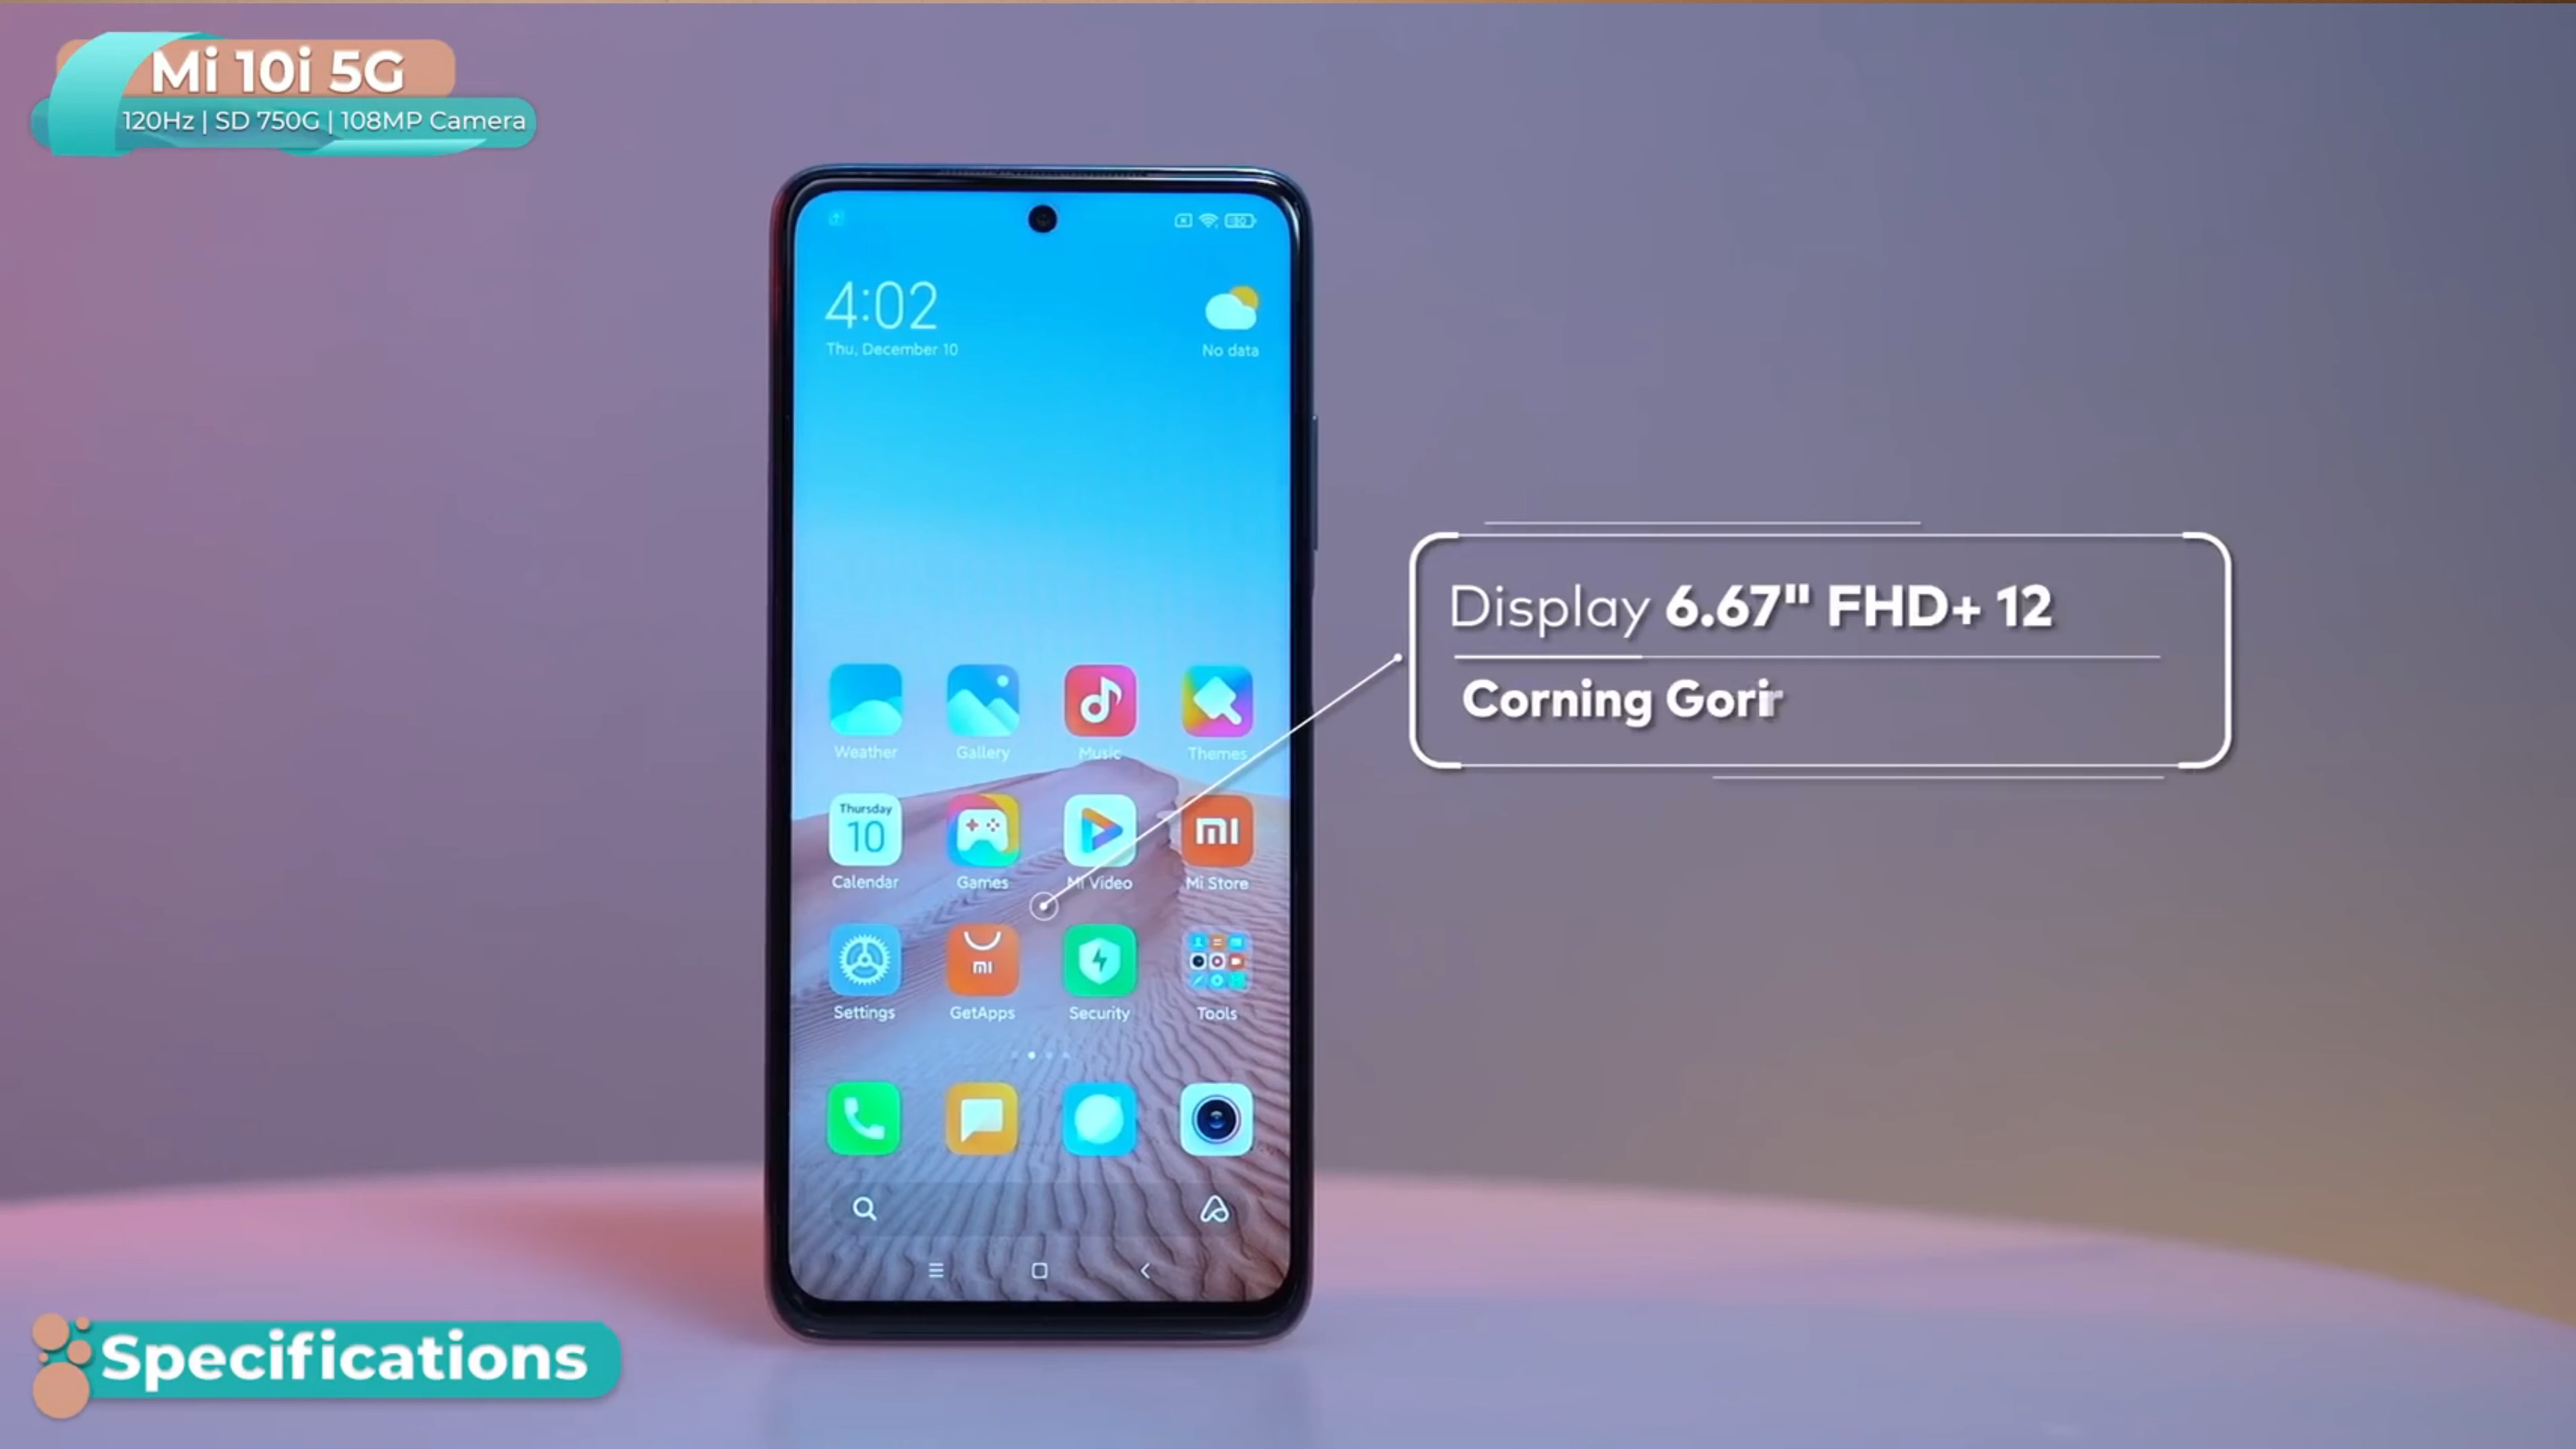 Mi 10i 5G
120Hz | SD 750G | 108MP Camera
4:02
Thu, December 10
No data
Display 6.67" FHD+ 12
Corning Gorir
Weather
Gallery
Music
Themes
Thursday
10
mi
Calendar
Games
Mi Video
Mi Store
mi
Settings
GetApps
Security
Tools
Specifications